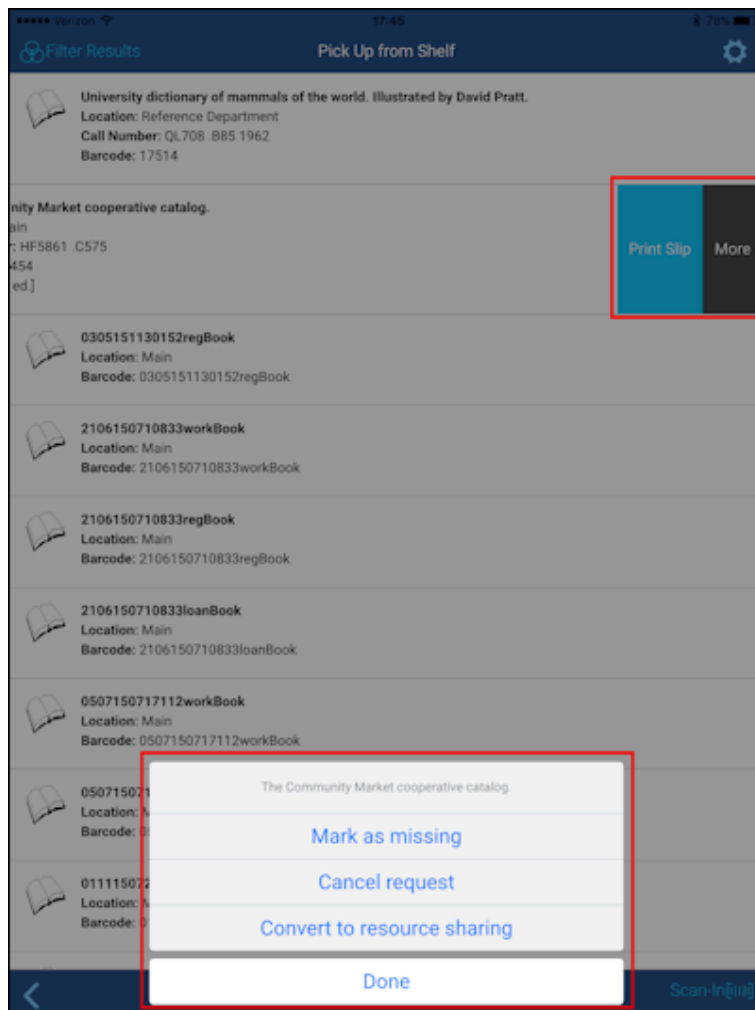 Verizon 17:45 78%
Filter Results Pick Up from Shelf
University dictionary of mammals of the world. Illustrated by David Pratt.
Location: Reference Department
Call Number: QL708 .B85 1962
Barcode: 17514
nity Market cooperative catalog.
ain
r: HF5861 .C575
454
ed.]
Print Slip More
0305151130152regBook
Location: Main
Barcode: 0305151130152regBook
2106150710833workBook
Location: Main
Barcode: 2106150710833workBook
2106150710833regBook
Location: Main
Barcode: 2106150710833regBook
2106150710833loanBook
Location: Main
Barcode: 2106150710833loanBook
0507150717112workBook
Location: Main
Barcode: 0507150717112workBook
05071507
Location:
Barcode:
01111507
Location:
Barcode:
The Community Market cooperative catalog.
Mark as missing
Cancel request
Convert to resource sharing
Done
Scan-In